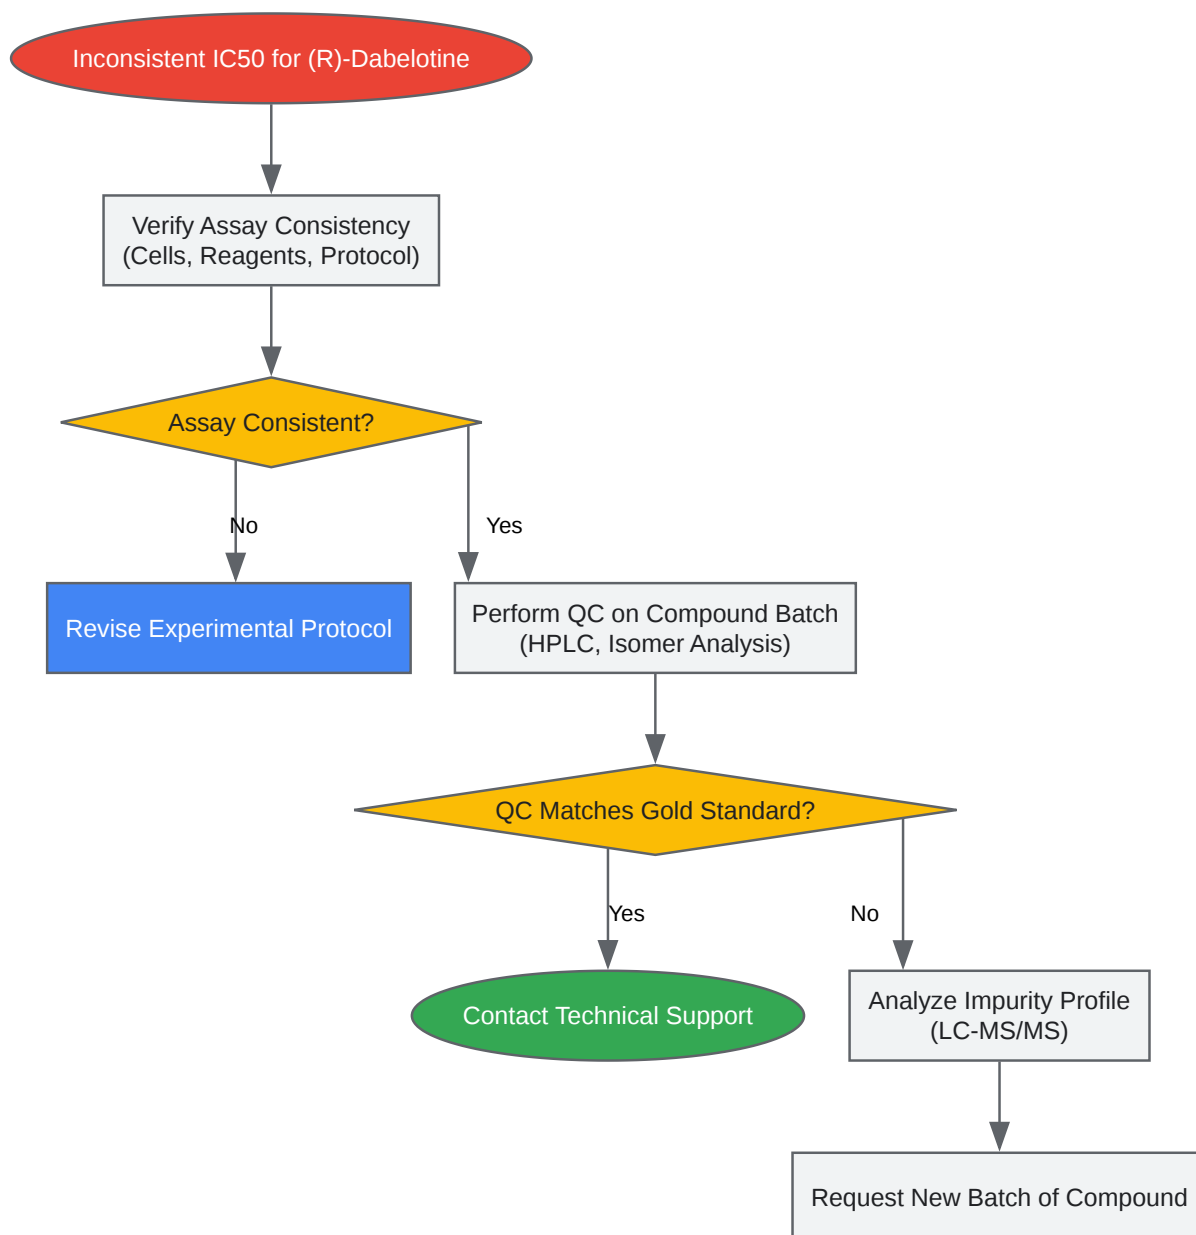 Inconsistent IC50 for (R)-Dabelotine
Verify Assay Consistency
(Cells, Reagents, Protocol)
Assay Consistent?
No
Yes
Revise Experimental Protocol
Perform QC on Compound Batch
(HPLC, Isomer Analysis)
QC Matches Gold Standard?
Yes
No
Contact Technical Support
Analyze Impurity Profile
(LC-MS/MS)
Request New Batch of Compound